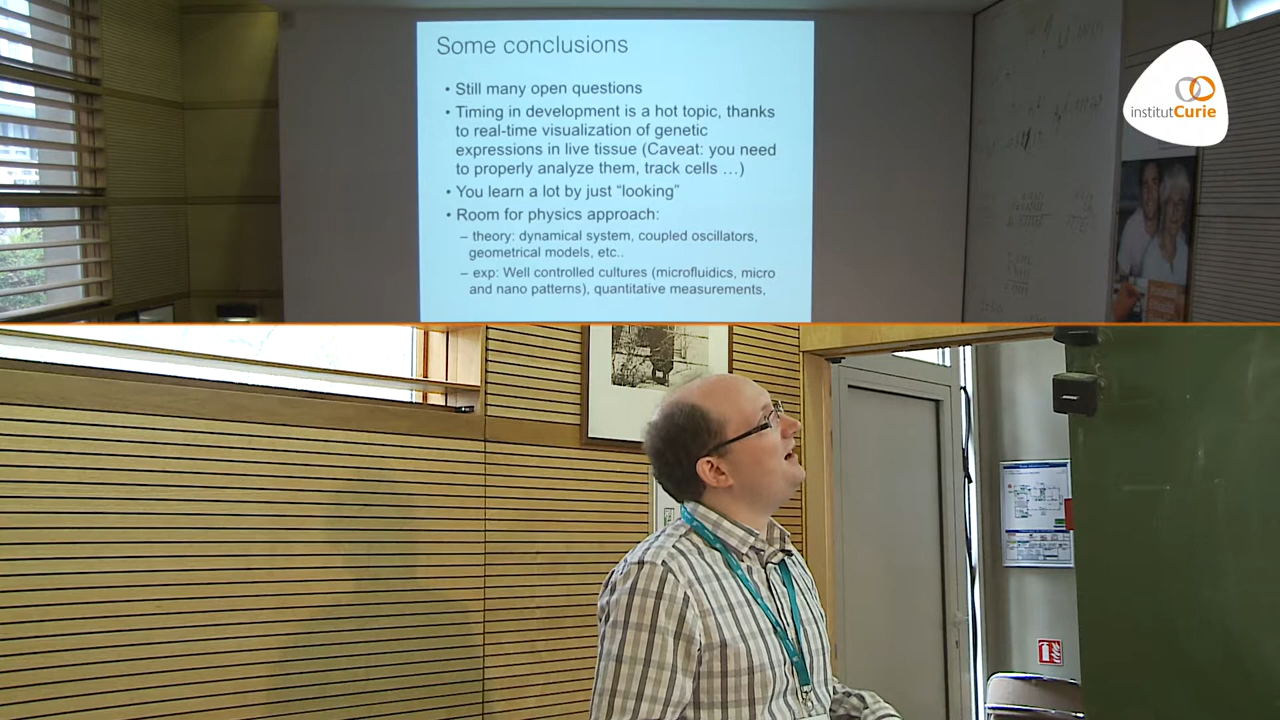 Some conclusions
• Still many open questions
• Timing in development is a hot topic, thanks
to real-time visualization of genetic
expressions in live tissue (Caveat: you need
to properly analyze them, track cells …)
• You learn a lot by just “looking”
• Room for physics approach:
– theory: dynamical system, coupled oscillators,
geometrical models, etc..
– exp: Well controlled cultures (microfluidics, micro
and nano patterns), quantitative measurements,
institutCurie
BOSE